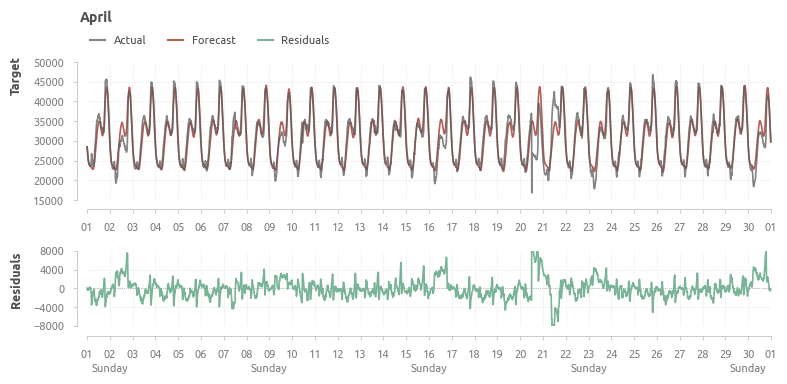 April
Actual Forecast Residuals
Target
50000
45000
40000
35000
30000
25000
20000
15000
01 02 03 04 05 06 07 08 09 10 11 12 13 14 15 16 17 18 19 20 21 22 23 24 25 26 27 28 29 30 01
Residuals
8000
4000
0
−4000
−8000
01 02 03 04 05 06 07 08 09 10 11 12 13 14 15 16 17 18 19 20 21 22 23 24 25 26 27 28 29 30 01
Sunday Sunday Sunday Sunday Sunday